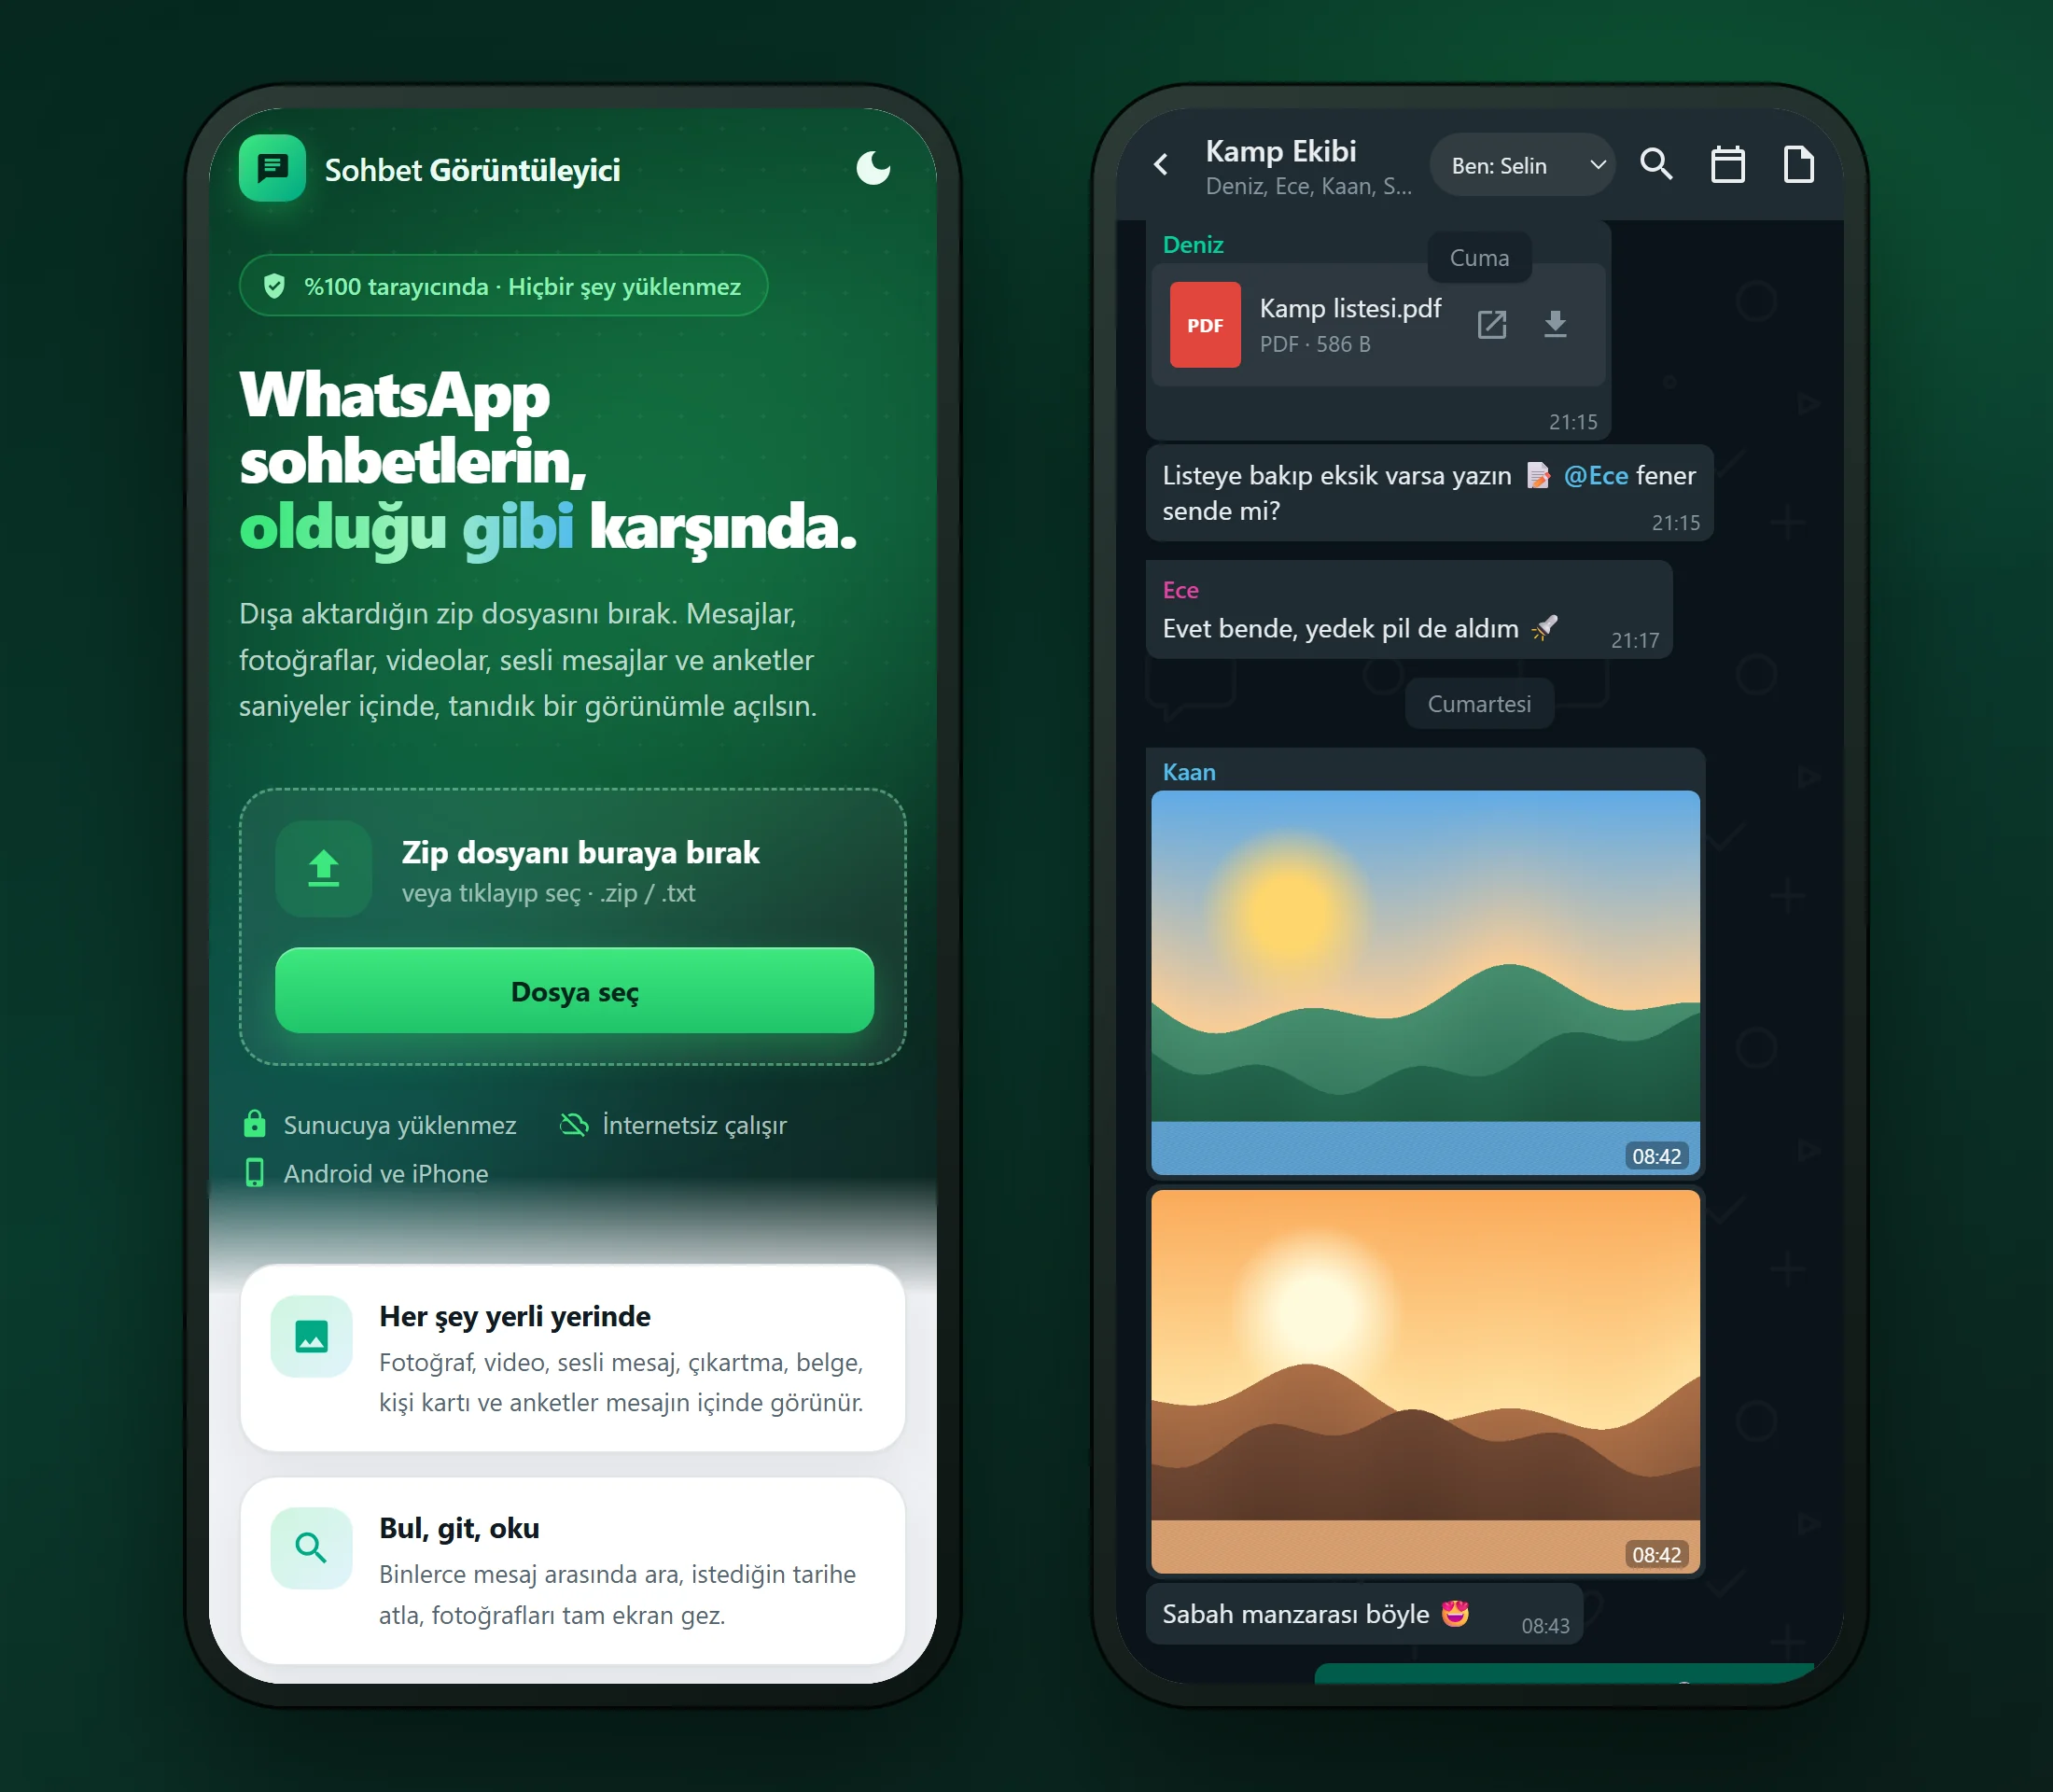 Sohbet Görüntüleyici
%100 tarayıcında · Hiçbir şey yüklenmez
WhatsApp
sohbetlerin,
olduğu gibi karşında.
Dışa aktardığın zip dosyasını bırak. Mesajlar,
fotoğraflar, videolar, sesli mesajlar ve anketler
saniyeler içinde, tanıdık bir görünümle açılsın.
Zip dosyanı buraya bırak
veya tıklayıp seç · .zip / .txt
Dosya seç
Sunucuya yüklenmez
İnternetsiz çalışır
Android ve iPhone
Her şey yerli yerinde
Fotoğraf, video, sesli mesaj, çıkartma, belge,
kişi kartı ve anketler mesajın içinde görünür.
Bul, git, oku
Binlerce mesaj arasında ara, istediğin tarihe
atla, fotoğrafları tam ekran gez.
Kamp Ekibi
Deniz, Ece, Kaan, S...
Ben: Selin
Deniz
Cuma
PDF
Kamp listesi.pdf
PDF · 586 B
21:15
Listeye bakıp eksik varsa yazın 📝 @Ece fener
sende mi?
21:15
Ece
Evet bende, yedek pil de aldım 🔦
21:17
Cumartesi
Kaan
08:42
08:42
Sabah manzarası böyle 😍
08:43